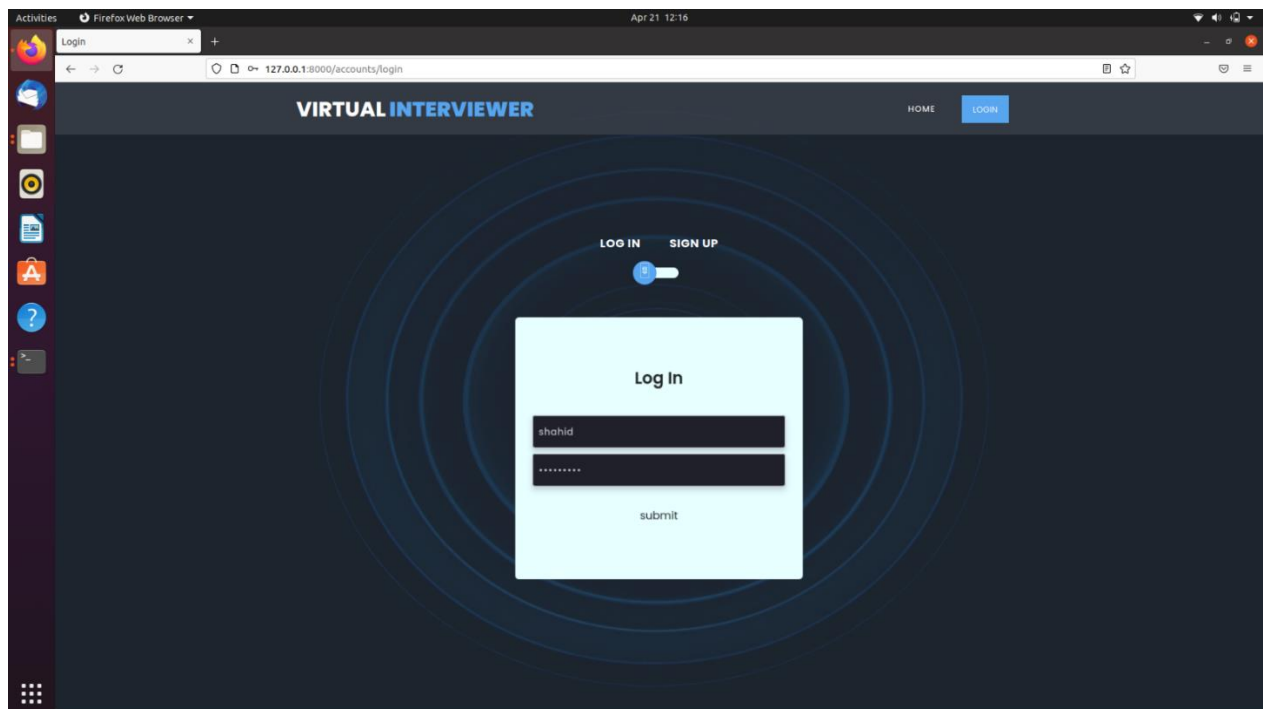 Activities Firefox Web Browser Apr 21 12:16
Login
127.0.0.1:8000/accounts/login
VIRTUAL INTERVIEWER HOME LOGIN
LOG IN SIGN UP
Log In
shahid
•••••••••
submit